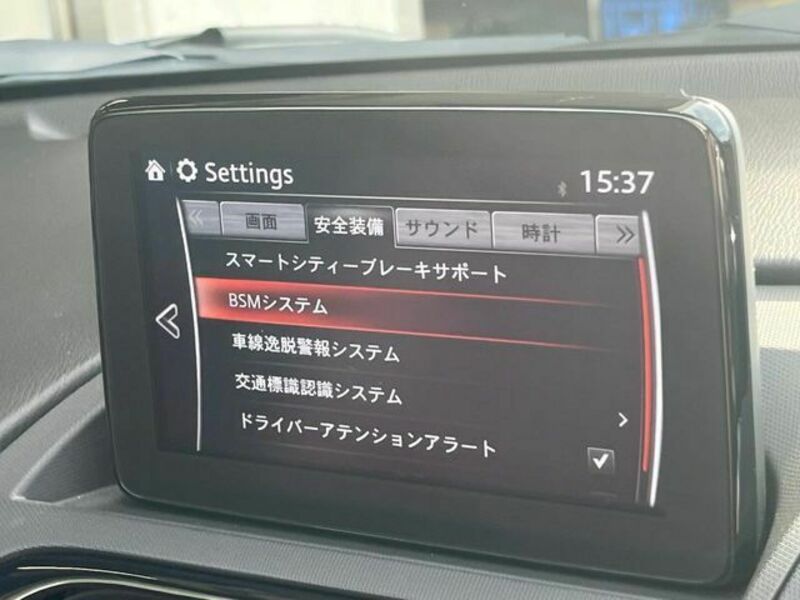 Settings
15:37
画面 安全装備 サウンド 時計
スマートシティーブレーキサポート
BSMシステム
車線逸脱警報システム
交通標識認識システム
ドライバーアテンションアラート